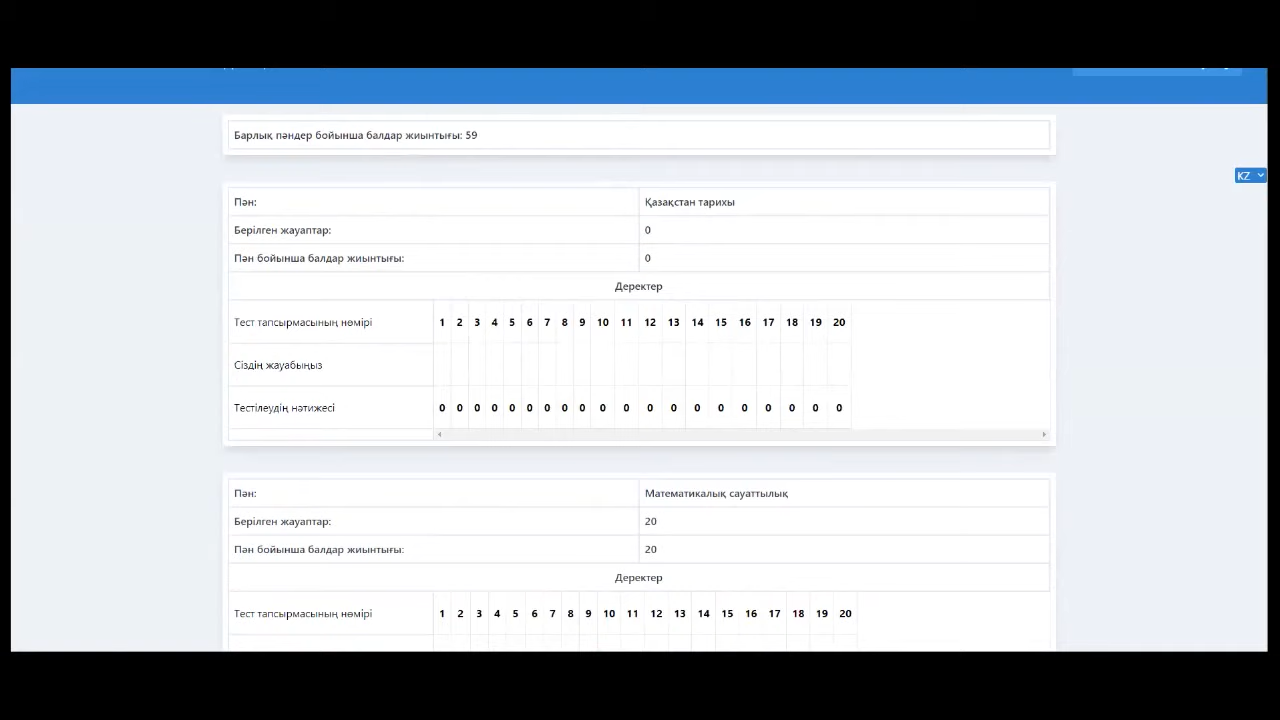 KZ
Барлық пәндер бойынша балдар жиынтығы: 59
Пән: Қазақстан тарихы
Берілген жауаптар: 0
Пән бойынша балдар жиынтығы: 0
Деректер
Тест тапсырмасының нөмірі 1 2 3 4 5 6 7 8 9 10 11 12 13 14 15 16 17 18 19 20
Сіздің жауабыңыз
Тестілеудің нәтижесі 0 0 0 0 0 0 0 0 0 0 0 0 0 0 0 0 0 0 0 0
Пән: Математикалық сауаттылық
Берілген жауаптар: 20
Пән бойынша балдар жиынтығы: 20
Деректер
Тест тапсырмасының нөмірі 1 2 3 4 5 6 7 8 9 10 11 12 13 14 15 16 17 18 19 20